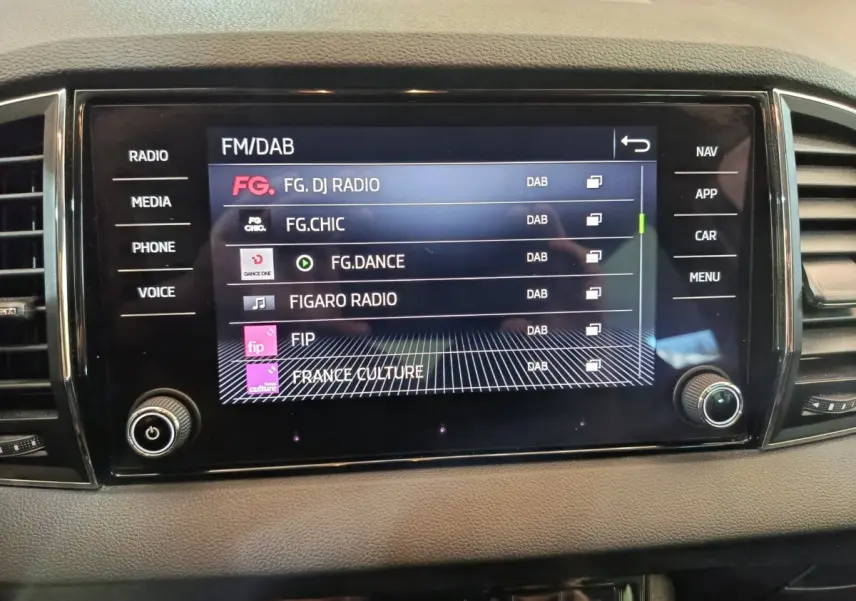 FM/DAB
RADIO
MEDIA
PHONE
VOICE
FG. FG. DJ RADIO DAB
FG CHIC. FG.CHIC DAB
DANCE ONE FG.DANCE DAB
FIGARO RADIO DAB
fip FIP DAB
culture FRANCE CULTURE DAB
NAV
APP
CAR
MENU